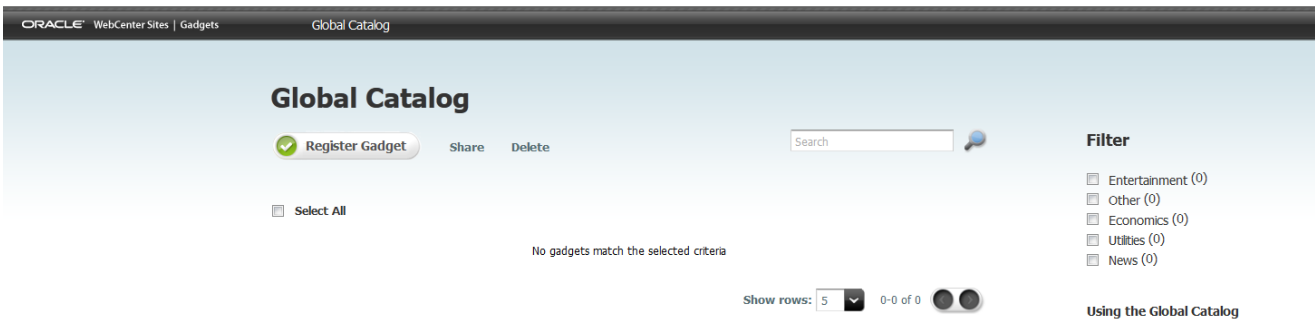 ORACLE WebCenter Sites | Gadgets Global Catalog
Global Catalog
Register Gadget Share Delete
Search
Select All
No gadgets match the selected criteria
Show rows: 5 0-0 of 0
Filter
Entertainment (0)
Other (0)
Economics (0)
Utilities (0)
News (0)
Using the Global Catalog